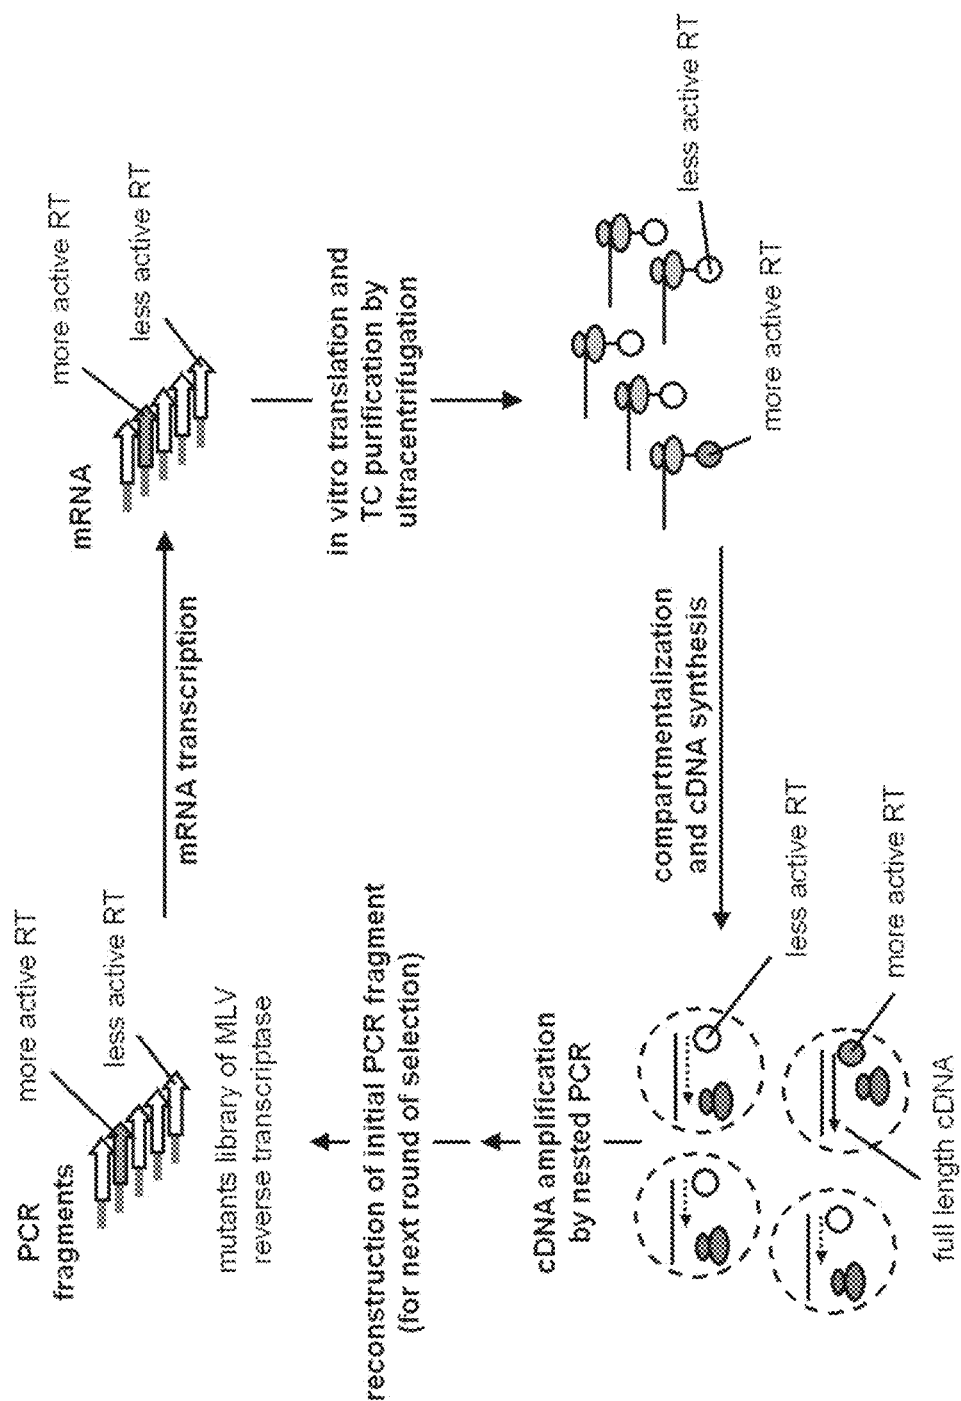 PCR
fragments
more active RT
less active RT
mutants library of MLV
reverse transcriptase
mRNA transcription
mRNA
more active RT
less active RT
in vitro translation and
TC purification by
ultracentrifugation
less active RT
more active RT
compartmentalization
and cDNA synthesis
less active RT
more active RT
full length cDNA
cDNA amplification
by nested PCR
reconstruction of initial PCR fragment
(for next round of selection)